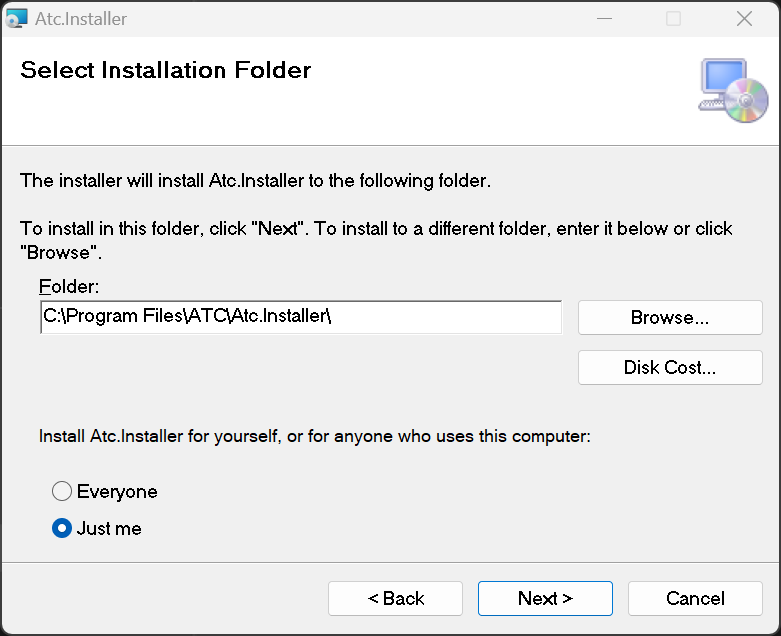 Atc.Installer
Select Installation Folder
The installer will install Atc.Installer to the following folder.
To install in this folder, click "Next". To install to a different folder, enter it below or click
"Browse".
Folder:
C:\Program Files\ATC\Atc.Installer\
Browse...
Disk Cost...
Install Atc.Installer for yourself, or for anyone who uses this computer:
Everyone
Just me
< Back
Next >
Cancel